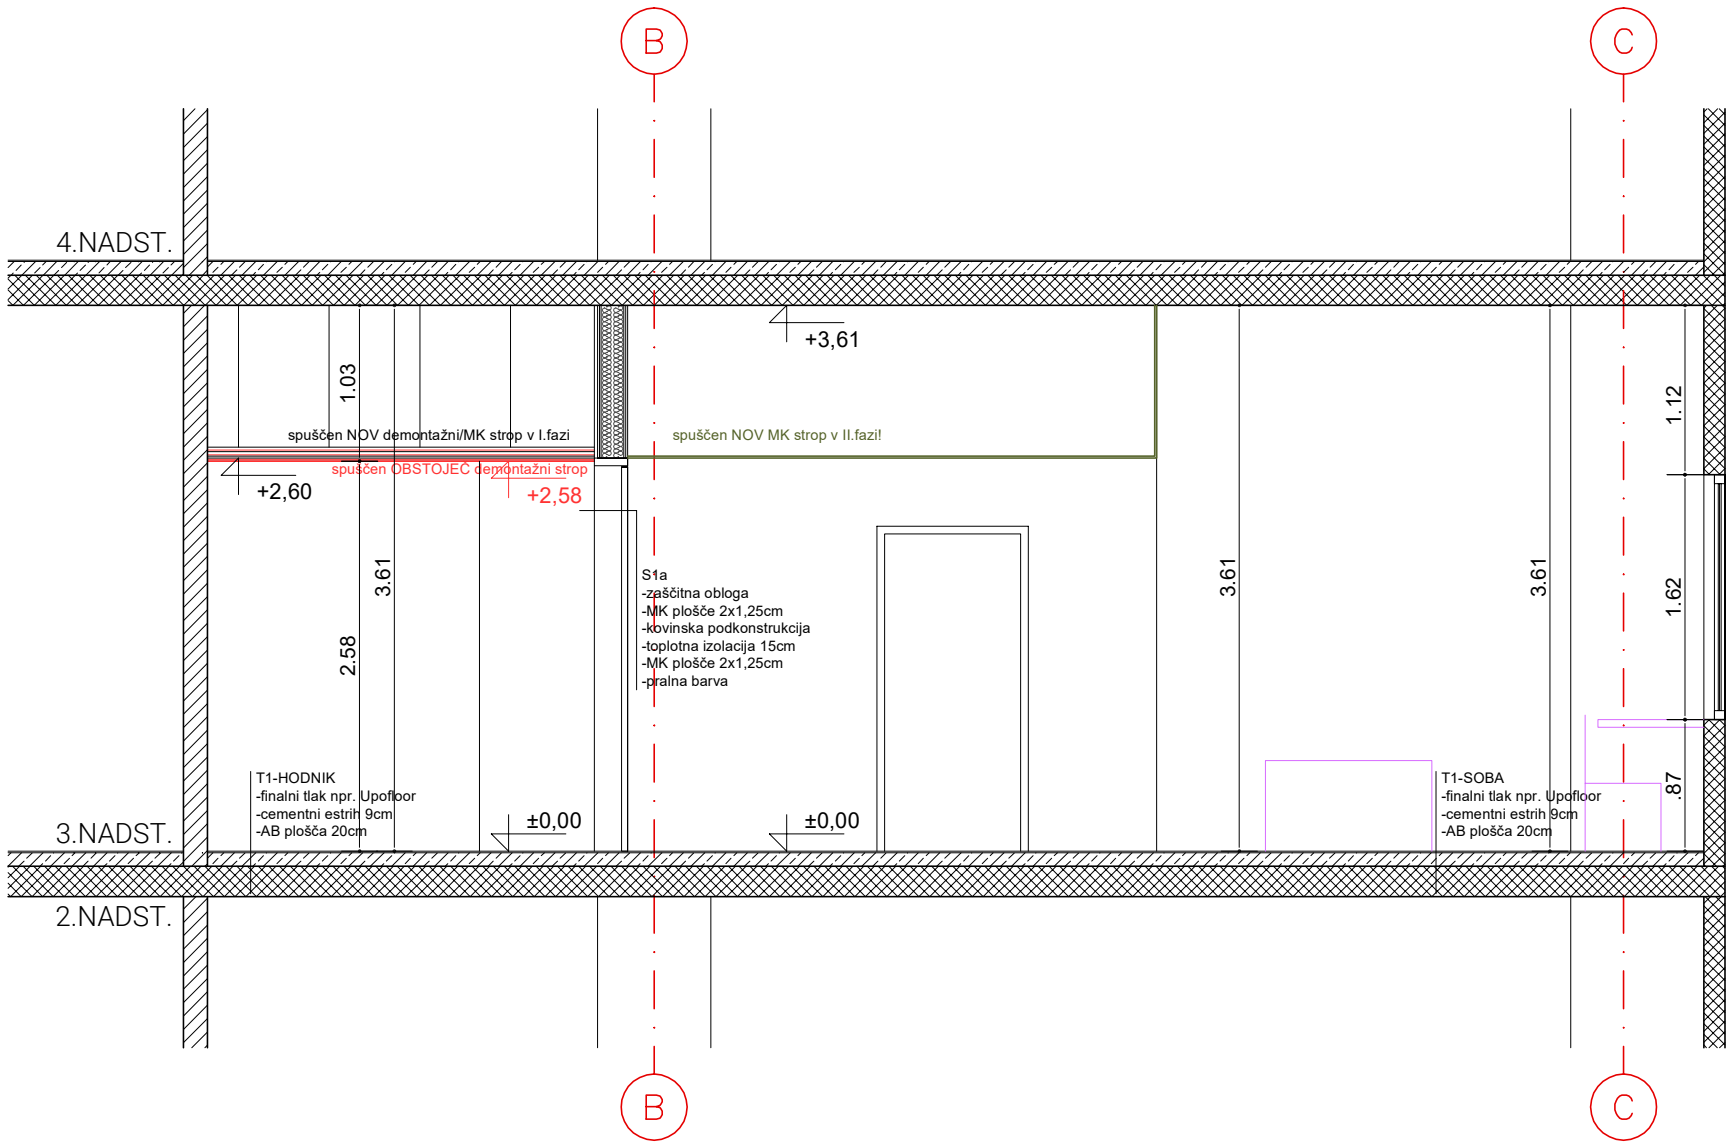 B
C
4.NADST.
+3,61
1.03
1.12
spuščen NOV demontažni/MK strop v I.fazi
spuščen NOV MK strop v II.fazi!
spuščen OBSTOJEČ demontažni strop
+2,60
+2,58
3.61
3.61
3.61
1.62
2.58
S1a
-zaščitna obloga
-MK plošče 2x1,25cm
-kovinska podkonstrukcija
-toplotna izolacija 15cm
-MK plošče 2x1,25cm
-pralna barva
T1-HODNIK
-finalni tlak npr. Upofloor
-cementni estrih 9cm
-AB plošča 20cm
T1-SOBA
-finalni tlak npr. Upofloor
-cementni estrih 9cm
-AB plošča 20cm
.87
±0,00
±0,00
3.NADST.
2.NADST.
B
C